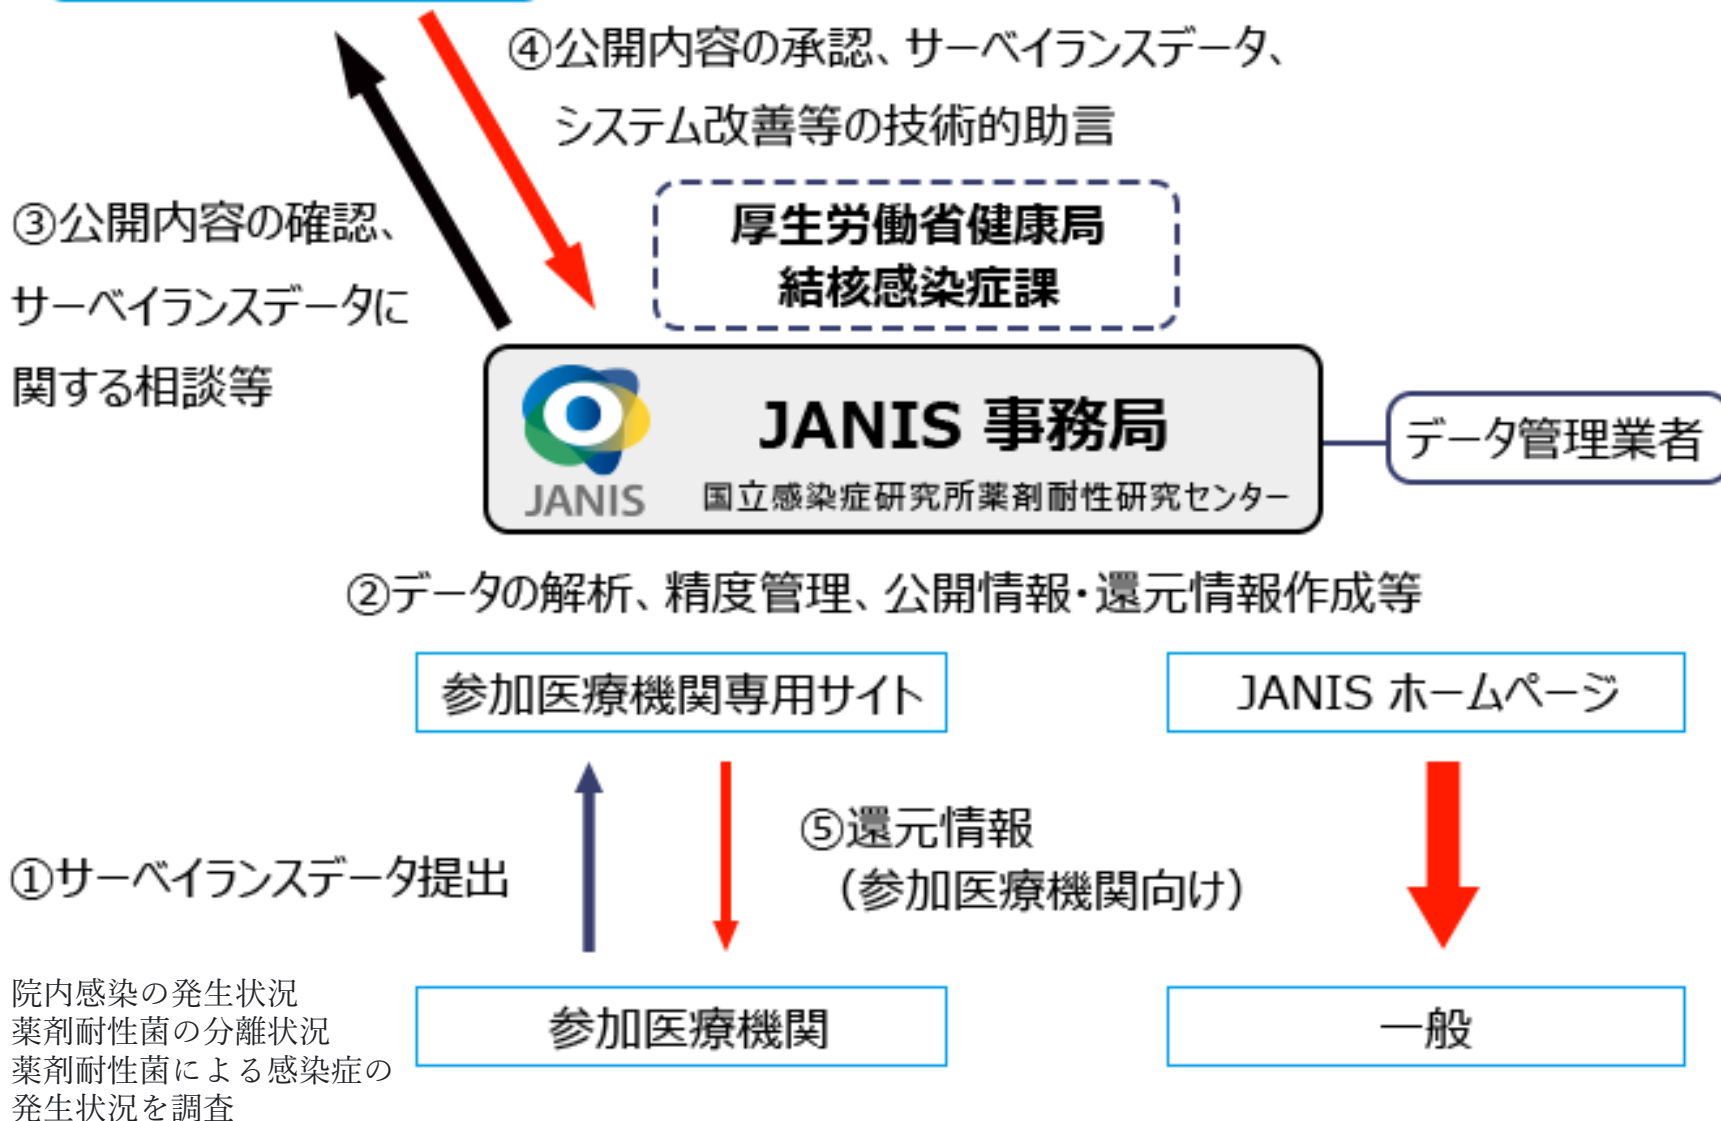 ④公開内容の承認、サーベイランスデータ、
システム改善等の技術的助言
③公開内容の確認、
サーベイランスデータに
関する相談等
厚生労働省健康局
結核感染症課
JANIS
JANIS 事務局
国立感染症研究所薬剤耐性研究センター
データ管理業者
②データの解析、精度管理、公開情報・還元情報作成等
参加医療機関専用サイト
JANIS ホームページ
①サーベイランスデータ提出
⑤還元情報
（参加医療機関向け）
院内感染の発生状況
薬剤耐性菌の分離状況
薬剤耐性菌による感染症の
発生状況を調査
参加医療機関
一般